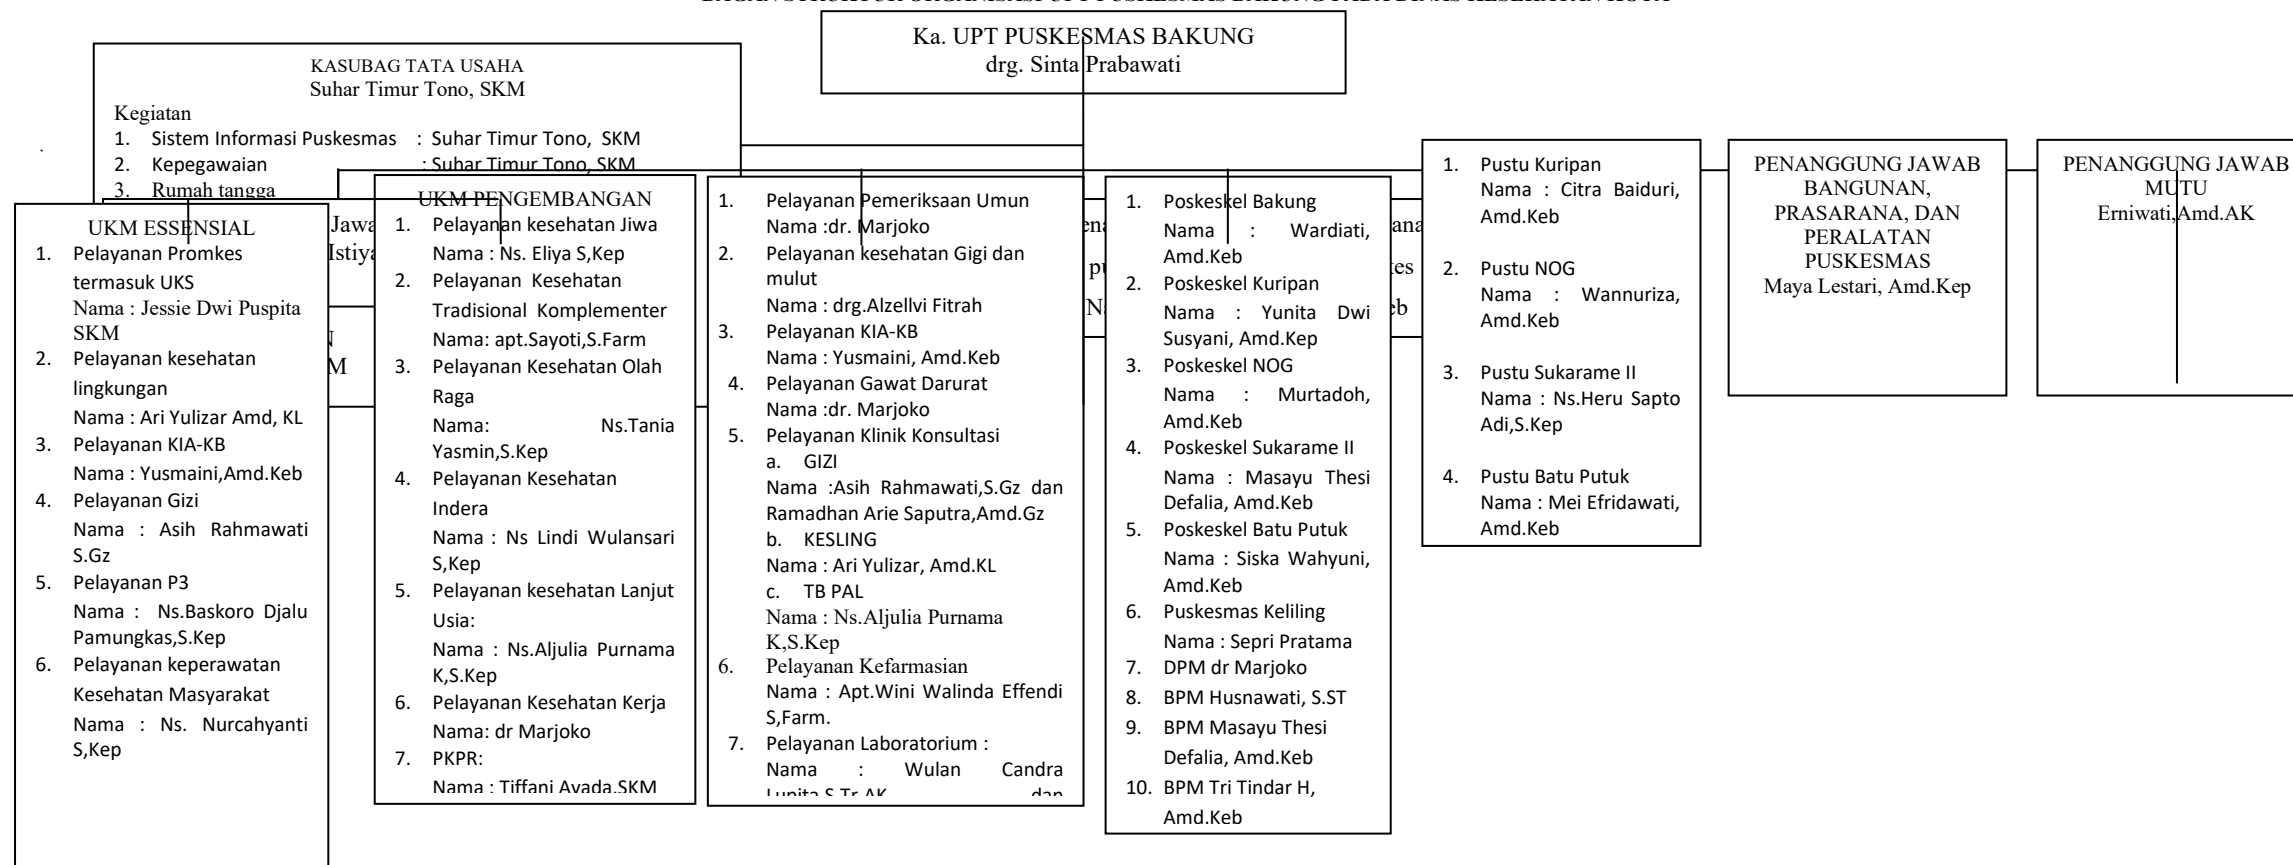 BAGAN STRUKTUR ORGANISASI UPT PUSKESMAS BAKUNG PADA DINAS KESEHATAN KOTA
Ka. UPT PUSKESMAS BAKUNG
drg. Sinta Prabawati
KASUBAG TATA USAHA
Suhar Timur Tono, SKM
Kegiatan
1. Sistem Informasi Puskesmas : Suhar Timur Tono, SKM
2. Kepegawaian : Suhar Timur Tono, SKM
3. Rumah tangga
UKM ESSENSIAL
1. Pelayanan Promkes
termasuk UKS
Nama : Jessie Dwi Puspita
SKM
2. Pelayanan kesehatan
lingkungan
Nama : Ari Yulizar Amd, KL
3. Pelayanan KIA-KB
Nama : Yusmaini,Amd.Keb
4. Pelayanan Gizi
Nama : Asih Rahmawati
S.Gz
5. Pelayanan P3
Nama : Ns.Baskoro Djalu
Pamungkas,S.Kep
6. Pelayanan keperawatan
Kesehatan Masyarakat
Nama : Ns. Nurcahyanti
S,Kep
Jawa
Istiya
M
UKM PENGEMBANGAN
1. Pelayanan kesehatan Jiwa
Nama : Ns. Eliya S,Kep
2. Pelayanan Kesehatan
Tradisional Komplementer
Nama: apt.Sayoti,S.Farm
3. Pelayanan Kesehatan Olah
Raga
Nama: Ns.Tania
Yasmin,S.Kep
4. Pelayanan Kesehatan
Indera
Nama : Ns Lindi Wulansari
S,Kep
5. Pelayanan kesehatan Lanjut
Usia:
Nama : Ns.Aljulia Purnama
K,S.Kep
6. Pelayanan Kesehatan Kerja
Nama: dr Marjoko
7. PKPR:
Nama : Tiffani Ayada,SKM
1. Pelayanan Pemeriksaan Umun
Nama :dr. Marjoko
2. Pelayanan kesehatan Gigi dan
mulut
Nama : drg.Alzellvi Fitrah
3. Pelayanan KIA-KB
Nama : Yusmaini, Amd.Keb
4. Pelayanan Gawat Darurat
Nama :dr. Marjoko
5. Pelayanan Klinik Konsultasi
a. GIZI
Nama :Asih Rahmawati,S.Gz dan
Ramadhan Arie Saputra,Amd.Gz
b. KESLING
Nama : Ari Yulizar, Amd.KL
c. TB PAL
Nama : Ns.Aljulia Purnama
K,S.Kep
6. Pelayanan Kefarmasian
Nama : Apt.Wini Walinda Effendi
S,Farm.
7. Pelayanan Laboratorium :
Nama : Wulan Candra
Lupita,S.Tr.AK dan
1. Poskeskel Bakung
Nama : Wardiati,
Amd.Keb
2. Poskeskel Kuripan
Nama : Yunita Dwi
Susyani, Amd.Kep
3. Poskeskel NOG
Nama : Murtadoh,
Amd.Keb
4. Poskeskel Sukarame II
Nama : Masayu Thesi
Defalia, Amd.Keb
5. Poskeskel Batu Putuk
Nama : Siska Wahyuni,
Amd.Keb
6. Puskesmas Keliling
Nama : Sepri Pratama
7. DPM dr Marjoko
8. BPM Husnawati, S.ST
9. BPM Masayu Thesi
Defalia, Amd.Keb
10. BPM Tri Tindar H,
Amd.Keb
1. Pustu Kuripan
Nama : Citra Baiduri,
Amd.Keb
2. Pustu NOG
Nama : Wannuriza,
Amd.Keb
3. Pustu Sukarame II
Nama : Ns.Heru Sapto
Adi,S.Kep
4. Pustu Batu Putuk
Nama : Mei Efridawati,
Amd.Keb
PENANGGUNG JAWAB
BANGUNAN,
PRASARANA, DAN
PERALATAN
PUSKESMAS
Maya Lestari, Amd.Kep
PENANGGUNG JAWAB
MUTU
Erniwati,Amd.AK